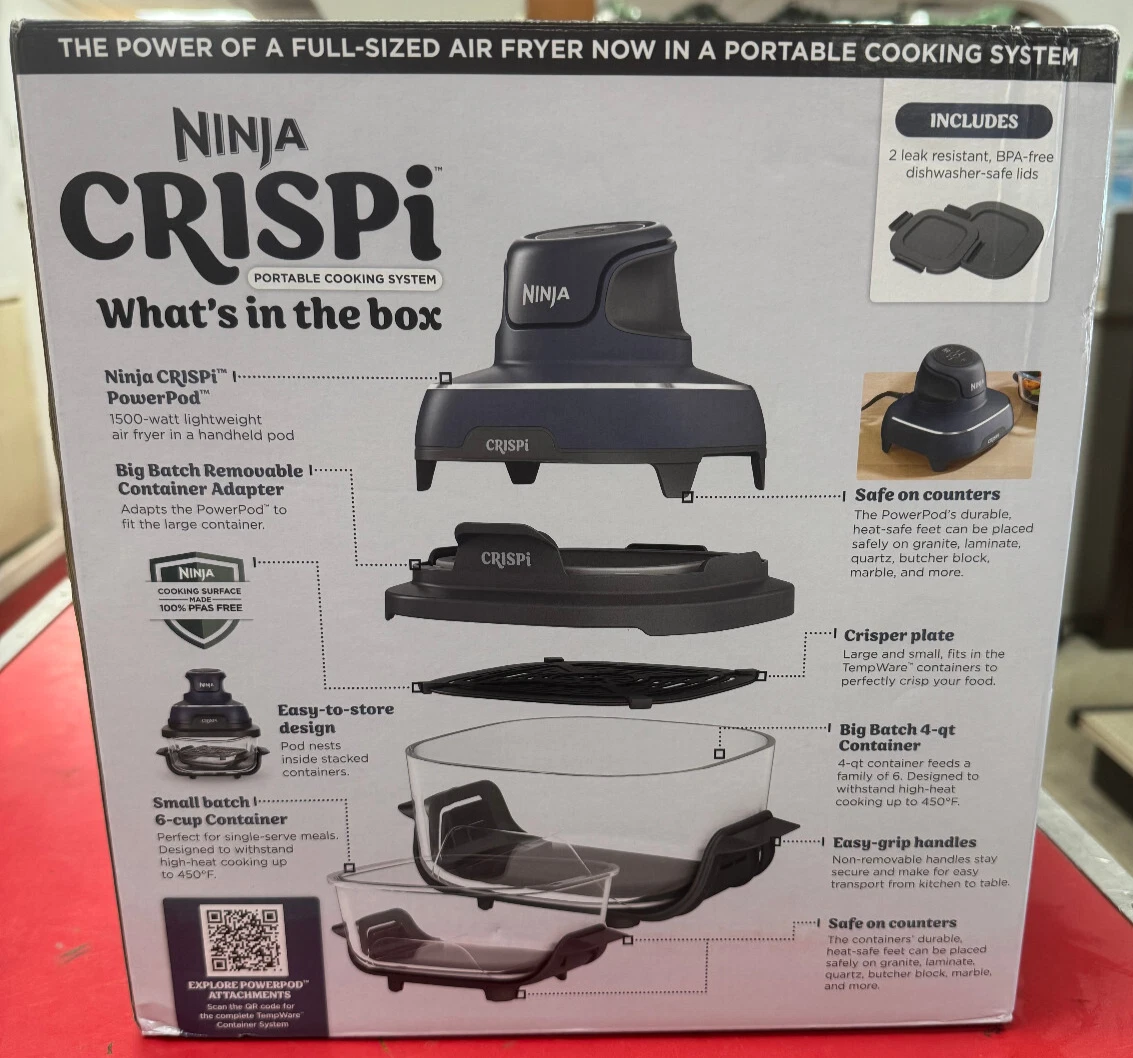 THE POWER OF A FULL-SIZED AIR FRYER NOW IN A PORTABLE COOKING SYSTEM
NINJA
CRISPi™
PORTABLE COOKING SYSTEM
What's in the box
INCLUDES
2 leak resistant, BPA-free
dishwasher-safe lids
NINJA
CRISPi
Ninja CRISPi™
PowerPod™
1500-watt lightweight
air fryer in a handheld pod
Big Batch Removable
Container Adapter
Adapts the PowerPod™ to
fit the large container.
CRISPi
NINJA
COOKING SURFACE
MADE
100% PFAS FREE
NINJA
CRISPi
Easy-to-store
design
Pod nests
inside stacked
containers.
Small batch
6-cup Container
Perfect for single-serve meals.
Designed to withstand
high-heat cooking up
to 450°F.
EXPLORE POWERPOD™
ATTACHMENTS
Scan the QR code for
the complete TempWare™
Container System
NINJA
CRISPi
Safe on counters
The PowerPod's durable,
heat-safe feet can be placed
safely on granite, laminate,
quartz, butcher block,
marble, and more.
Crisper plate
Large and small, fits in the
TempWare™ containers to
perfectly crisp your food.
Big Batch 4-qt
Container
4-qt container feeds a
family of 6. Designed to
withstand high-heat
cooking up to 450°F.
Easy-grip handles
Non-removable handles stay
secure and make for easy
transport from kitchen to table.
Safe on counters
The containers' durable,
heat-safe feet can be placed
safely on granite, laminate,
quartz, butcher block, marble,
and more.